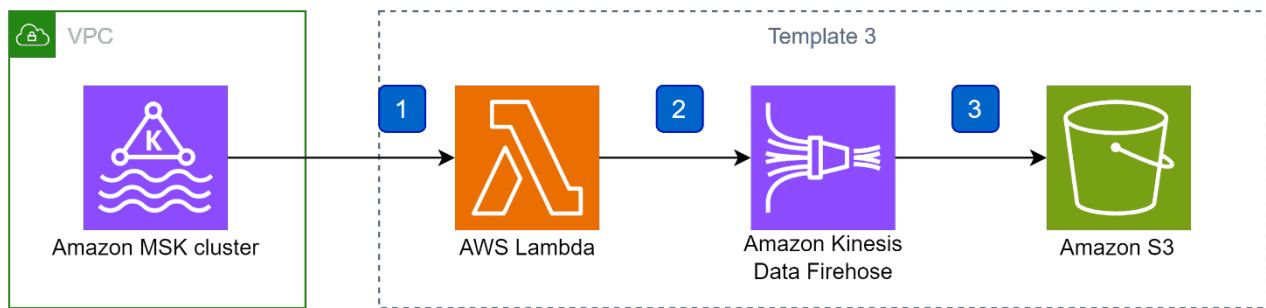 VPC
Template 3
1
2
3
K
Amazon MSK cluster
AWS Lambda
Amazon Kinesis
Data Firehose
Amazon S3